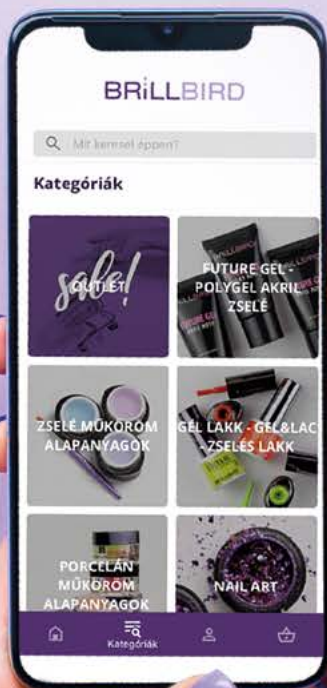 BRILLBIRD
Mit keresel éppen?
Kategóriák
sale!
OUTLET
FUTURE GEL -
POLYGEL AKRIL
ZSELÉ
ZSELÉ MŰKÖRÖM
ALAPANYAGOK
GÉL LAKK - GEL&LAC
- ZSELÉS LAKK
PORCELÁN
MŰKÖRÖM
ALAPANYAGOK
NAIL ART
Kategóriák